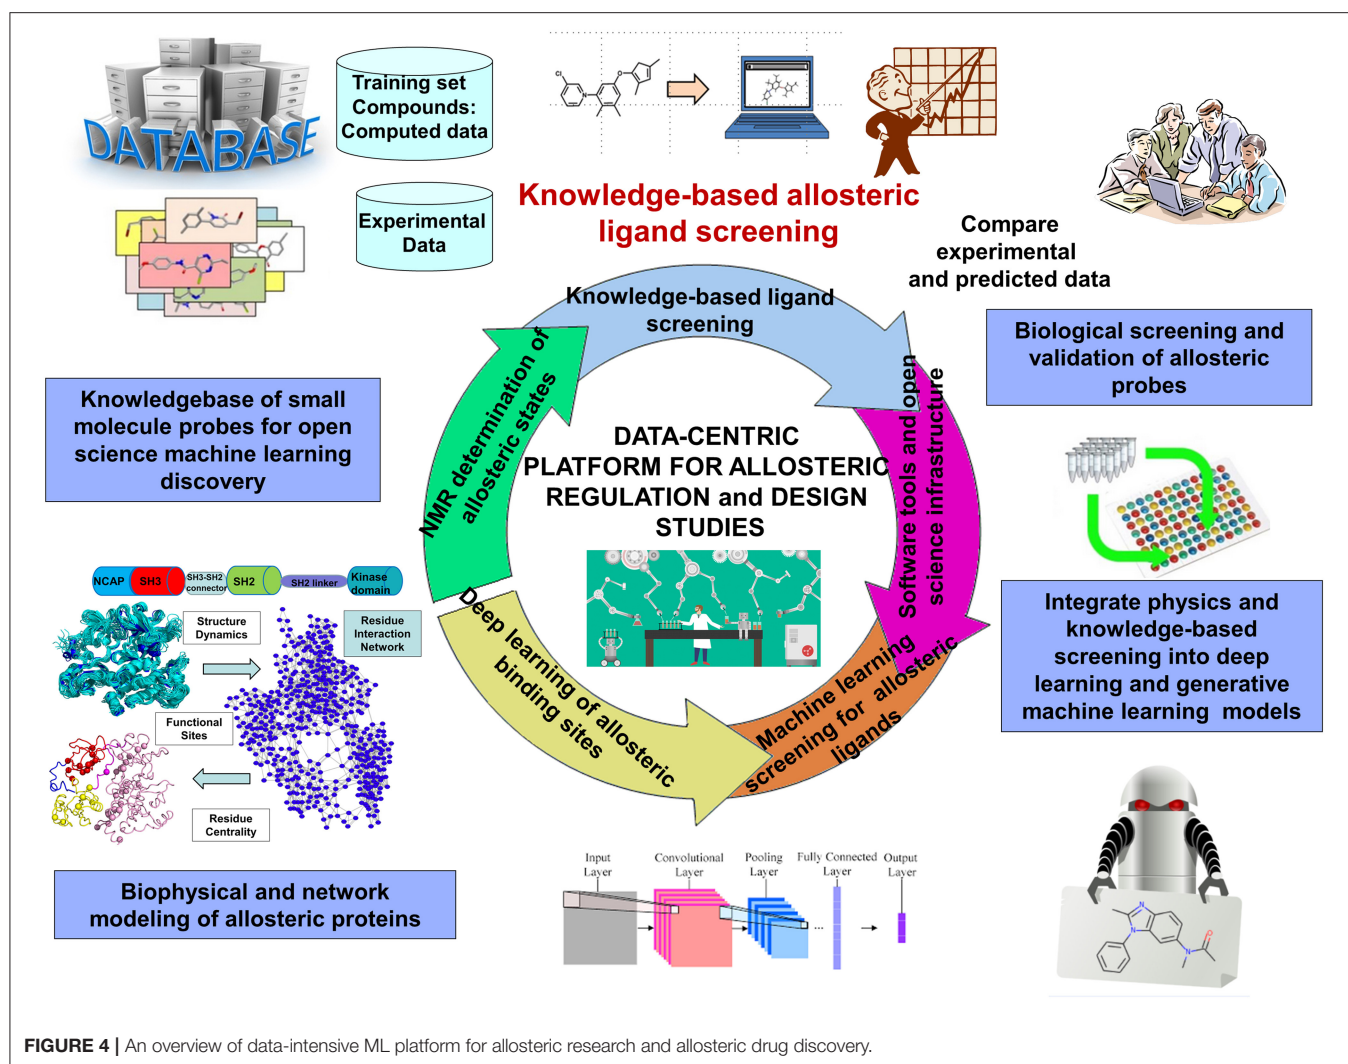 DATABASE
Training set
Compounds:
Computed data
Experimental
Data
Cl
O
N
Knowledge-based allosteric
ligand screening
Compare
experimental
and predicted data
Knowledge-based ligand
screening
Biological screening and
validation of allosteric
probes
Knowledgebase of small
molecule probes for open
science machine learning
discovery
NMR determination of
allosteric states
Software tools and open
science infrastructure
DATA-CENTRIC
PLATFORM FOR ALLOSTERIC
REGULATION and DESIGN
STUDIES
NCAP
SH3
SH3-SH2
connector
SH2
SH2 linker
Kinase
domain
Structure
Dynamics
Residue
Interaction
Network
Functional
Sites
Residue
Centrality
Deep learning of allosteric
binding sites
Machine learning
screening for allosteric
ligands
Integrate physics and
knowledge-based
screening into deep
learning and generative
machine learning models
Biophysical and network
modeling of allosteric proteins
Input
Layer
Convolutional
Layer
Pooling
Layer
Fully Connected
Layer
Output
Layer
...
N
N
O
N
FIGURE 4 | An overview of data-intensive ML platform for allosteric research and allosteric drug discovery.